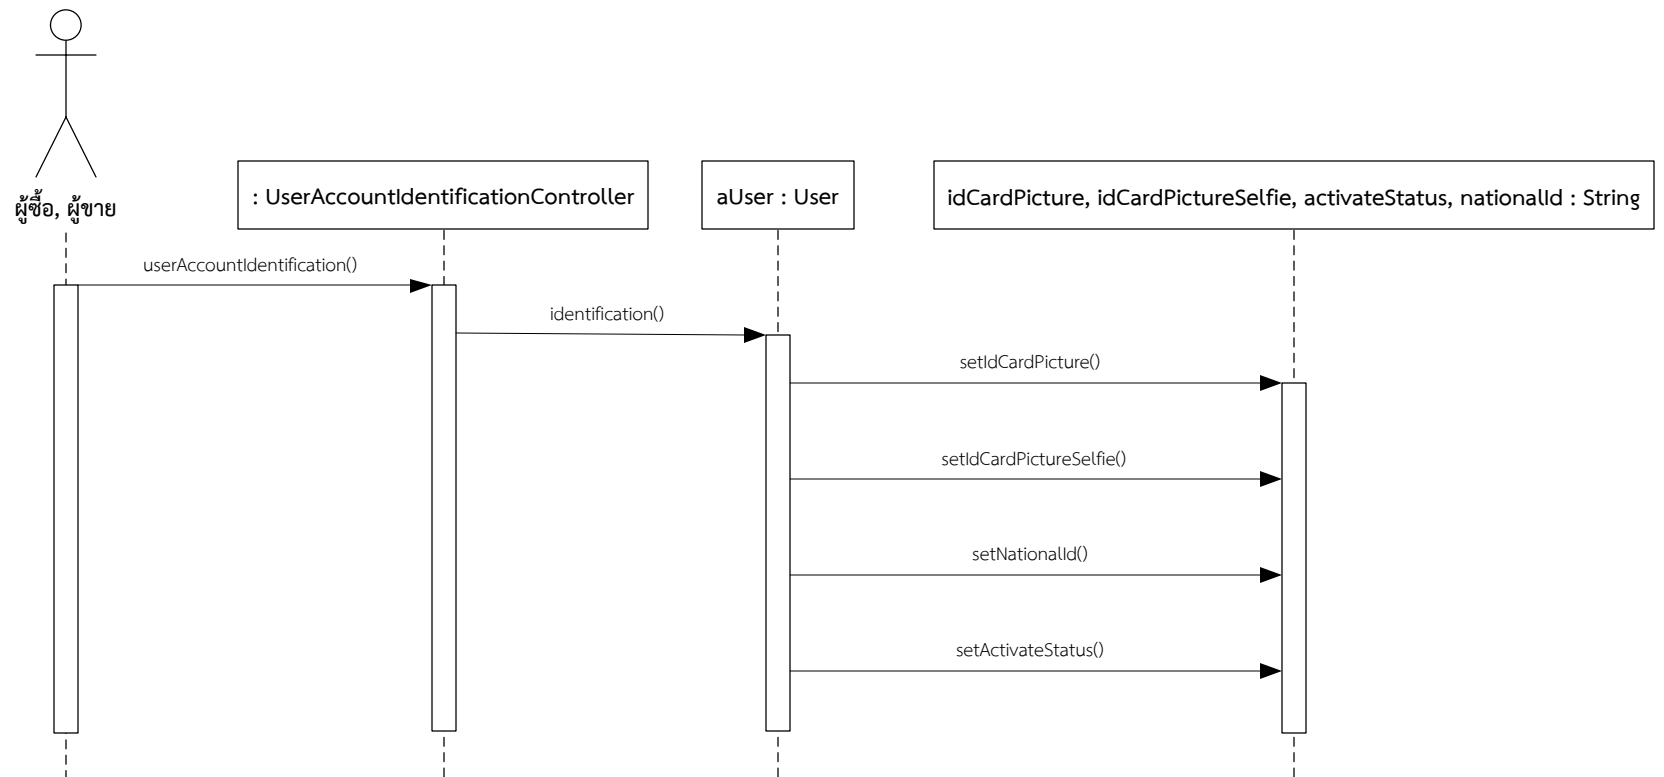 ผู้ซื้อ, ผู้ขาย
: UserAccountIdentificationController
aUser : User
idCardPicture, idCardPictureSelfie, activateStatus, nationalId : String
userAccountIdentification()
identification()
setIdCardPicture()
setIdCardPictureSelfie()
setNationalId()
setActivateStatus()